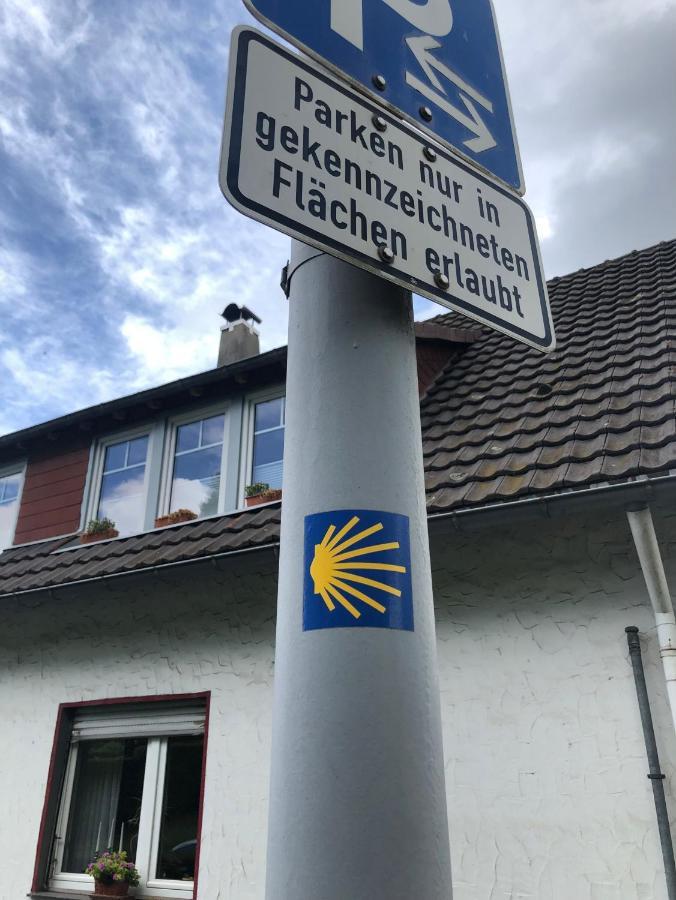 P
Parken nur in
gekennzeichneten
Flächen erlaubt